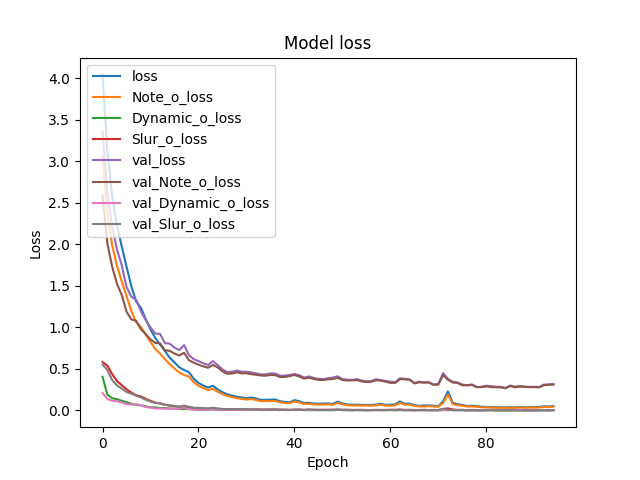 Model loss
Loss
4.0
3.5
3.0
2.5
2.0
1.5
1.0
0.5
0.0
loss
Note_o_loss
Dynamic_o_loss
Slur_o_loss
val_loss
val_Note_o_loss
val_Dynamic_o_loss
val_Slur_o_loss
0 20 40 60 80
Epoch